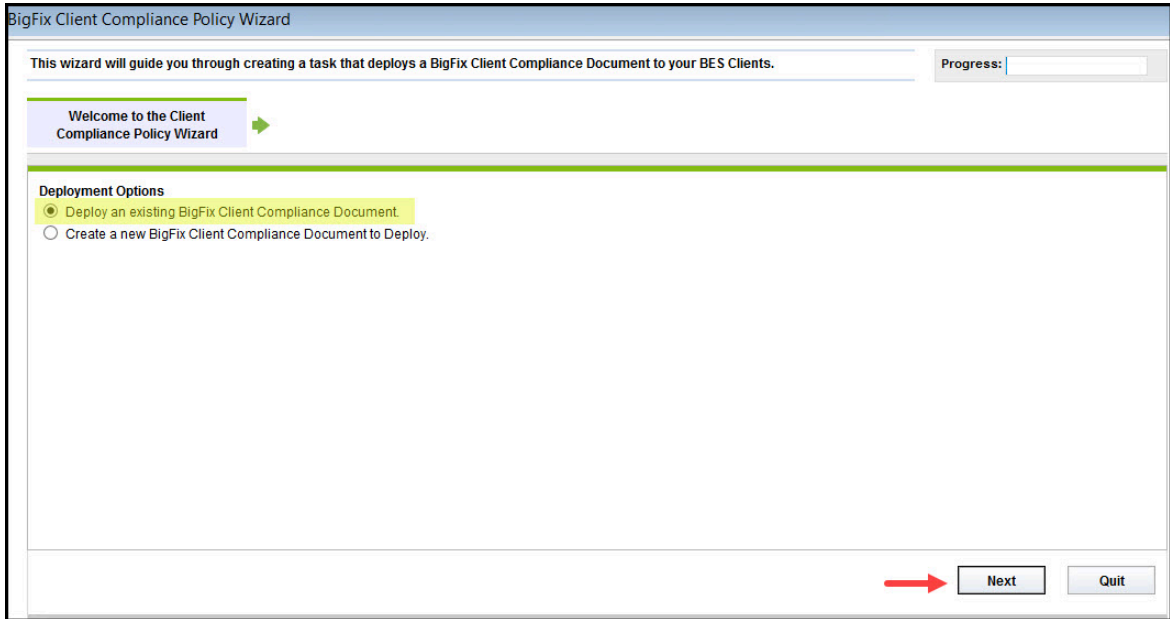 BigFix Client Compliance Policy Wizard
This wizard will guide you through creating a task that deploys a BigFix Client Compliance Document to your BES Clients.
Progress:
Welcome to the Client
Compliance Policy Wizard
Deployment Options
Deploy an existing BigFix Client Compliance Document.
Create a new BigFix Client Compliance Document to Deploy.
Next
Quit